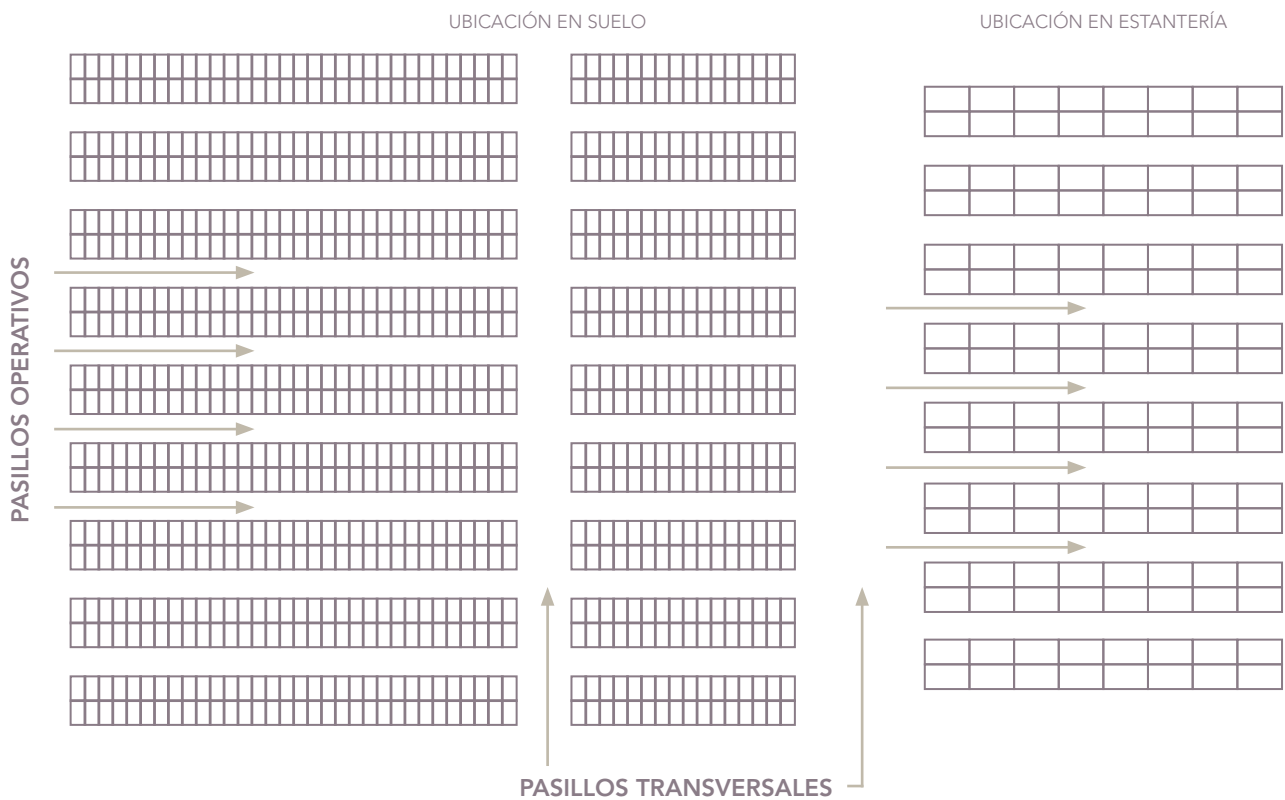 UBICACIÓN EN SUELO
UBICACIÓN EN ESTANTERÍA
PASILLOS OPERATIVOS
PASILLOS TRANSVERSALES